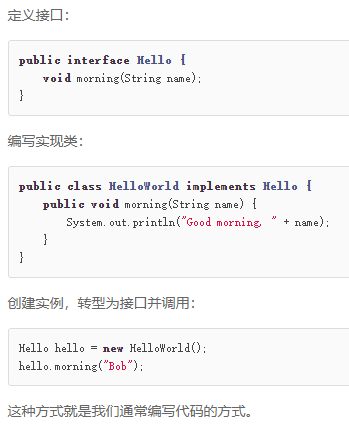 定义接口：
public interface Hello {
    void morning(String name);
}
编写实现类：
public class HelloWorld implements Hello {
    public void morning(String name) {
        System.out.println("Good morning, " + name);
    }
}
创建实例，转型为接口并调用：
Hello hello = new HelloWorld();
hello.morning("Bob");
这种方式就是我们通常编写代码的方式。